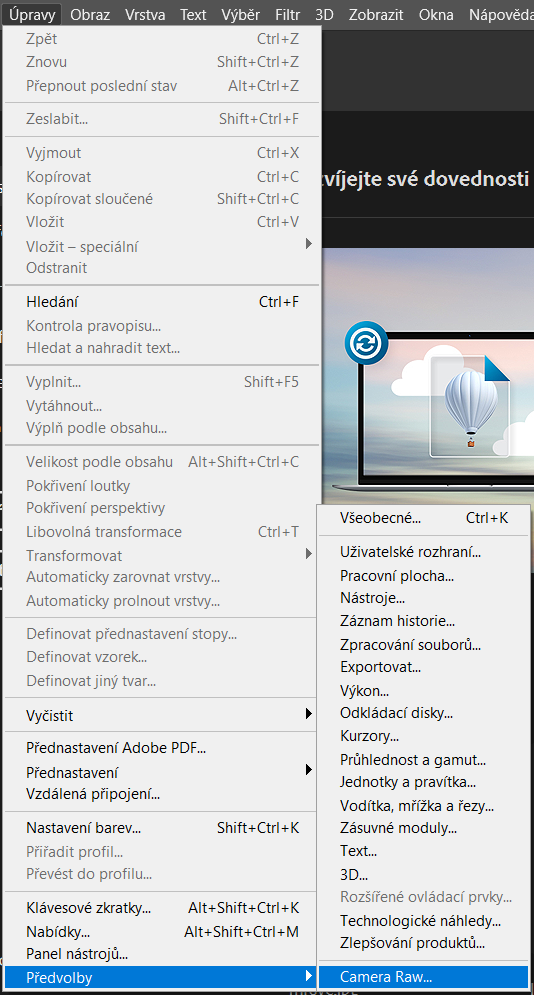 Úpravy Obraz Vrstva Text Výběr Filtr 3D Zobrazit Okna Nápověda
Zpět Ctrl+Z
Znovu Shift+Ctrl+Z
Přepnout poslední stav Alt+Ctrl+Z
Zeslabit... Shift+Ctrl+F
Vyjmout Ctrl+X
Kopírovat Ctrl+C
Kopírovat sloučené Shift+Ctrl+C
Vložit Ctrl+V
Vložit – speciální
Odstranit
Hledání Ctrl+F
Kontrola pravopisu...
Hledat a nahradit text...
Vyplnit... Shift+F5
Vytáhnout...
Výplň podle obsahu...
Velikost podle obsahu Alt+Shift+Ctrl+C
Pokřivení loutky
Pokřivení perspektivy
Libovolná transformace Ctrl+T
Transformovat
Automaticky zarovnat vrstvy...
Automaticky prolnout vrstvy...
Definovat přednastavení stopy...
Definovat vzorek...
Definovat jiný tvar...
Vyčistit
Přednastavení Adobe PDF...
Přednastavení
Vzdálená připojení...
Nastavení barev... Shift+Ctrl+K
Přiřadit profil...
Převést do profilu...
Klávesové zkratky... Alt+Shift+Ctrl+K
Nabídky... Alt+Shift+Ctrl+M
Panel nástrojů...
Předvolby
zvíjejte své dovednosti
Všeobecné... Ctrl+K
Uživatelské rozhraní...
Pracovní plocha...
Nástroje...
Záznam historie...
Zpracování souborů...
Exportovat...
Výkon...
Odkládací disky...
Kurzory...
Průhlednost a gamut...
Jednotky a pravítka...
Vodítka, mřížka a řezy...
Zásuvné moduly...
Text...
3D...
Rozšířené ovládací prvky...
Technologické náhledy...
Zlepšování produktů...
Camera Raw...